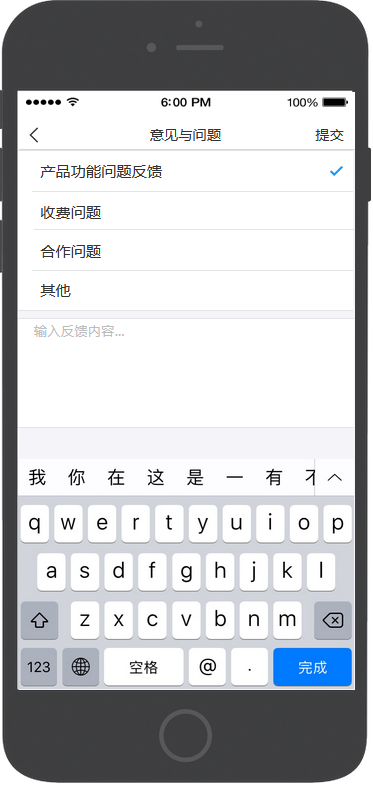 6:00 PM 100%
意见与问题 提交
产品功能问题反馈
收费问题
合作问题
其他
输入反馈内容...
我 你 在 这 是 一 有
q w e r t y u i o p
a s d f g h j k l
z x c v b n m
123 空格 @ . 完成